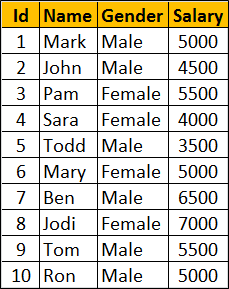 Id Name Gender Salary
1 Mark Male 5000
2 John Male 4500
3 Pam Female 5500
4 Sara Female 4000
5 Todd Male 3500
6 Mary Female 5000
7 Ben Male 6500
8 Jodi Female 7000
9 Tom Male 5500
10 Ron Male 5000